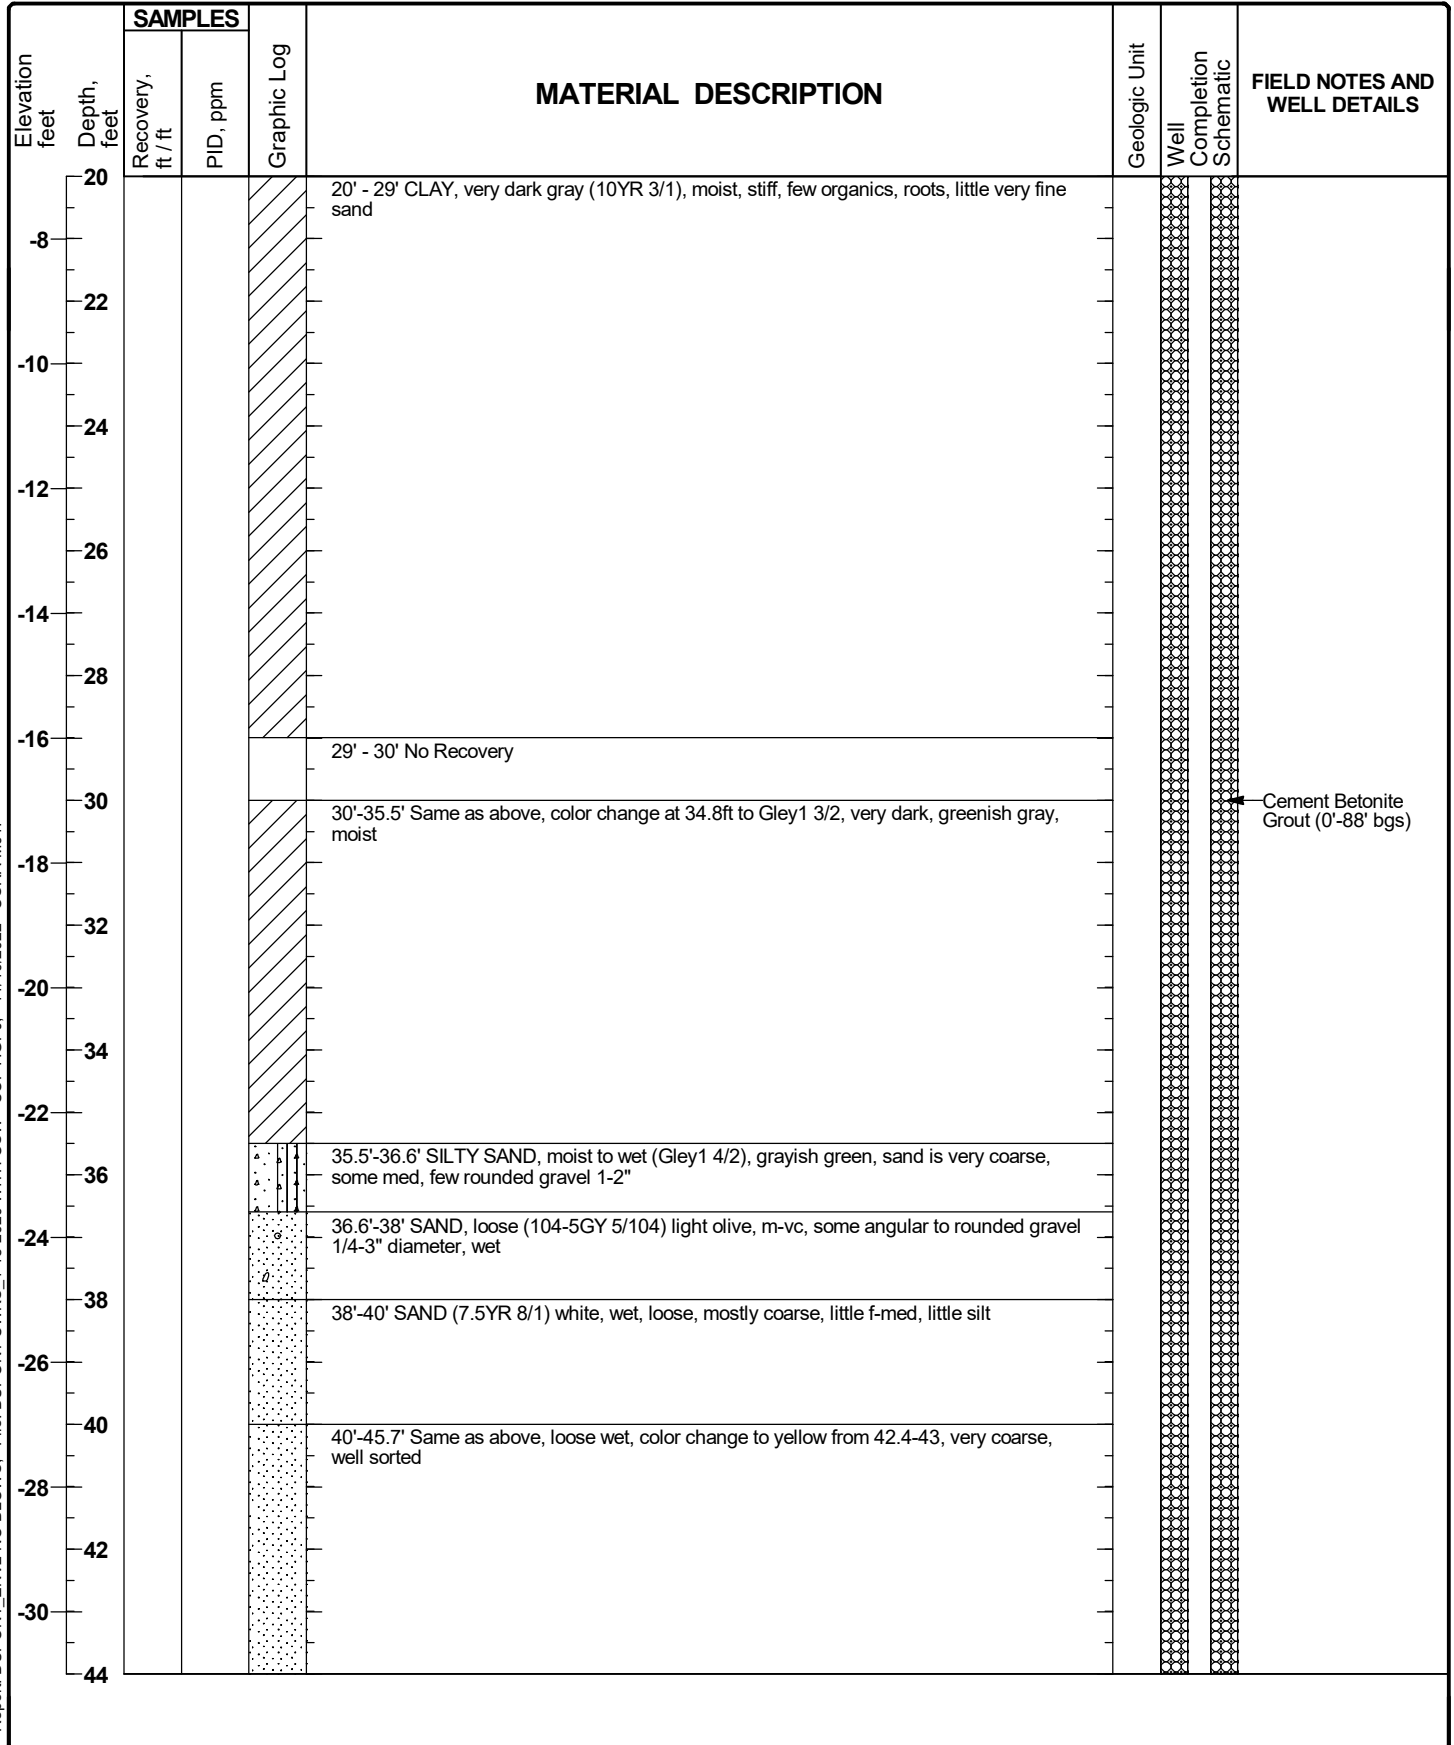 SAMPLES
Elevation
feet
Depth,
feet
Recovery,
ft / ft
PID, ppm
Graphic Log
MATERIAL DESCRIPTION
Geologic Unit
Well
Completion
Schematic
FIELD NOTES AND
WELL DETAILS
20
20' - 29' CLAY, very dark gray (10YR 3/1), moist, stiff, few organics, roots, little very fine
sand
-8
22
-10
24
-12
26
-14
28
-16
29' - 30' No Recovery
30
30'-35.5' Same as above, color change at 34.8ft to Gley1 3/2, very dark, greenish gray,
moist
Cement Betonite
Grout (0'-88' bgs)
-18
32
-20
34
-22
35.5'-36.6' SILTY SAND, moist to wet (Gley1 4/2), grayish green, sand is very coarse,
some med, few rounded gravel 1-2"
36
36.6'-38' SAND, loose (104-5GY 5/104) light olive, m-vc, some angular to rounded gravel
1/4-3" diameter, wet
-24
38
38'-40' SAND (7.5YR 8/1) white, wet, loose, mostly coarse, little f-med, little silt
-26
40
40'-45.7' Same as above, loose wet, color change to yellow from 42.4-43, very coarse,
well sorted
-28
42
-30
44